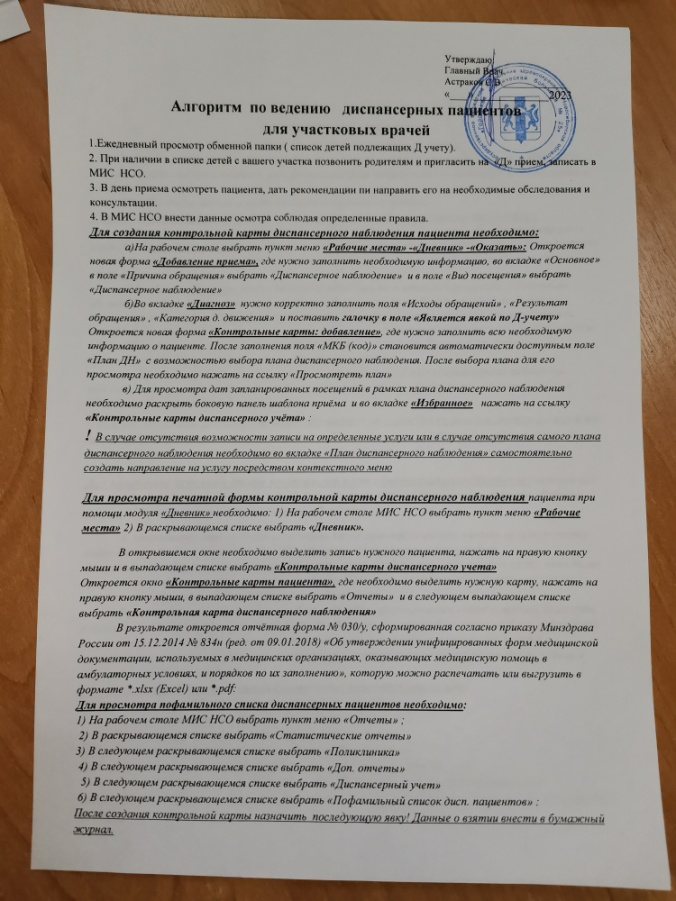 Утверждаю:
Главный Врач.
Астраков С.В.
« 2023
Алгоритм по ведению диспансерных пациентов
для участковых врачей
1.Ежедневный просмотр обменной папки ( список детей подлежащих Д учету).
2. При наличии в списке детей с вашего участка позвонить родителям и пригласить на «Д» прием, записать в
МИС НСО.
3. В день приема осмотреть пациента, дать рекомендации пи направить его на необходимые обследования и
консультации.
4. В МИС НСО внести данные осмотра соблюдая определенные правила.
Для создания контрольной карты диспансерного наблюдения пациента необходимо:
а)На рабочем столе выбрать пункт меню «Рабочие места» -«Дневник» -«Оказать»: Откроется
новая форма «Добавление приема», где нужно заполнить необходимую информацию, во вкладке «Основное»
в поле «Причина обращения» выбрать «Диспансерное наблюдение» и в поле «Вид посещения» выбрать
«Диспансерное наблюдение»
б)Во вкладке «Диагноз» нужно корректно заполнить поля «Исходы обращений» , «Результат
обращения» , «Категория д. движения» и поставить галочку в поле «Является явкой по Д-учету»
Откроется новая форма «Контрольные карты: добавление», где нужно заполнить всю необходимую
информацию о пациенте. После заполнения поля «МКБ (код)» становится автоматически доступным поле
«План ДН» с возможностью выбора плана диспансерного наблюдения. После выбора плана для его
просмотра необходимо нажать на ссылку «Просмотреть план»
в) Для просмотра дат запланированных посещений в рамках плана диспансерного наблюдения
необходимо раскрыть боковую панель шаблона приёма и во вкладке «Избранное» нажать на ссылку
«Контрольные карты диспансерного учёта» :
! В случае отсутствия возможности записи на определенные услуги или в случае отсутствия самого плана
диспансерного наблюдения необходимо во вкладке «План диспансерного наблюдения» самостоятельно
создать направление на услугу посредством контекстного меню
Для просмотра печатной формы контрольной карты диспансерного наблюдения пациента при
помощи модуля «Дневник» необходимо: 1) На рабочем столе МИС НСО выбрать пункт меню «Рабочие
места» 2) В раскрывающемся списке выбрать «Дневник».
В открывшемся окне необходимо выделить запись нужного пациента, нажать на правую кнопку
мыши и в выпадающем списке выбрать «Контрольные карты диспансерного учета»
Откроется окно «Контрольные карты пациента», где необходимо выделить нужную карту, нажать на
правую кнопку мыши, в выпадающем списке выбрать «Отчеты» и в следующем выпадающем списке
выбрать «Контрольная карта диспансерного наблюдения»
В результате откроется отчётная форма № 030/у, сформированная согласно приказу Минздрава
России от 15.12.2014 № 834н (ред. от 09.01.2018) «Об утверждении унифицированных форм медицинской
документации, используемых в медицинских организациях, оказывающих медицинскую помощь в
амбулаторных условиях, и порядков по их заполнению», которую можно распечатать или выгрузить в
формате *.xlsx (Excel) или *.pdf:
Для просмотра пофамильного списка диспансерных пациентов необходимо:
1) На рабочем столе МИС НСО выбрать пункт меню «Отчеты» ;
2) В раскрывающемся списке выбрать «Статистические отчеты»
3) В следующем раскрывающемся списке выбрать «Поликлиника»
4) В следующем раскрывающемся списке выбрать «Доп. отчеты»
5) В следующем раскрывающемся списке выбрать «Диспансерный учет»
6) В следующем раскрывающемся списке выбрать «Пофамильный список дисп. пациентов» :
После создания контрольной карты назначить последующую явку! Данные о взятии внести в бумажный
журнал.